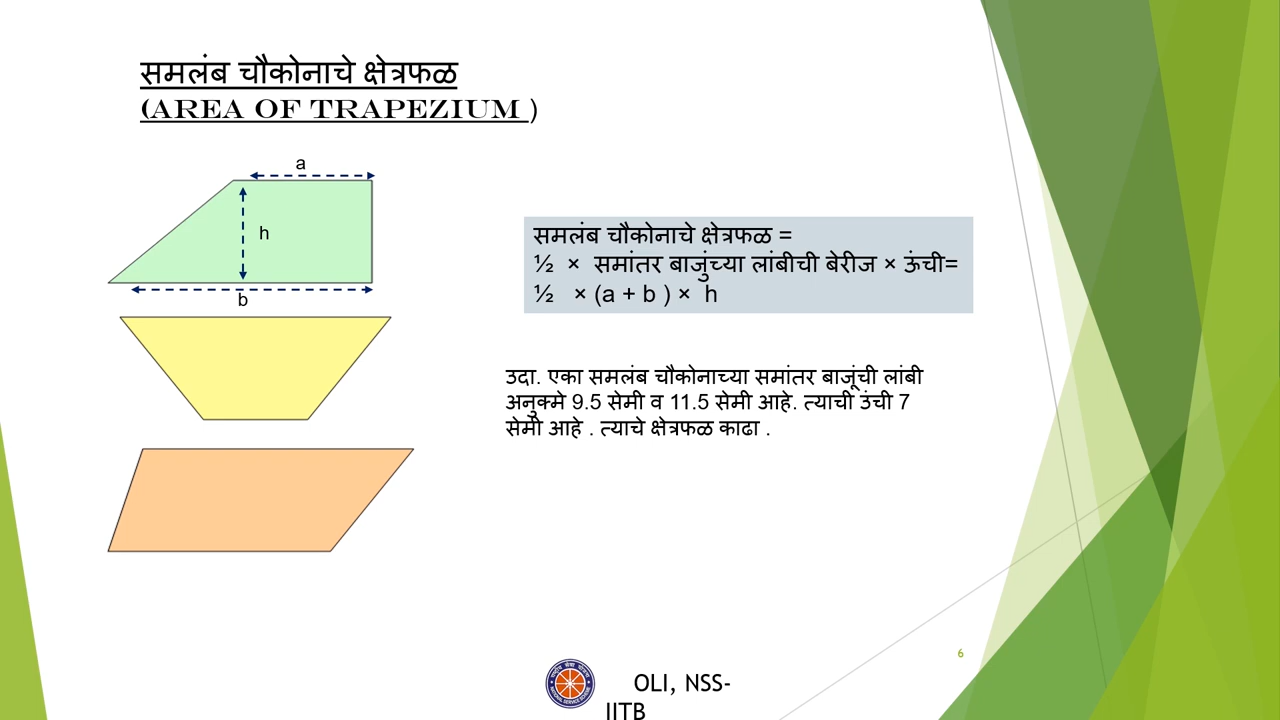 समलंब चौकोनाचे क्षेत्रफळ
(AREA OF TRAPEZIUM )
a
h
b
समलंब चौकोनाचे क्षेत्रफळ =
½ × समांतर बाजुंच्या लांबीची बेरीज × ऊंची=
½ × (a + b ) × h
उदा. एका समलंब चौकोनाच्या समांतर बाजूंची लांबी
अनुक्मे 9.5 सेमी व 11.5 सेमी आहे. त्याची उंची 7
सेमी आहे . त्याचे क्षेत्रफळ काढा .
6
OLI, NSS-
IITB